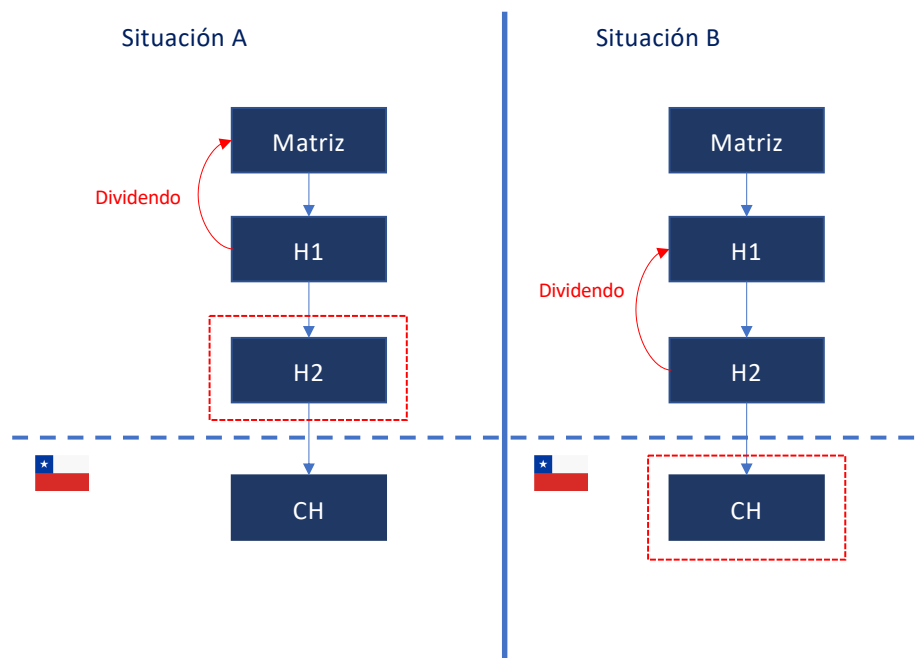 Situación A
Matriz
Dividendo
H1
H2
CH
Situación B
Matriz
H1
Dividendo
H2
CH